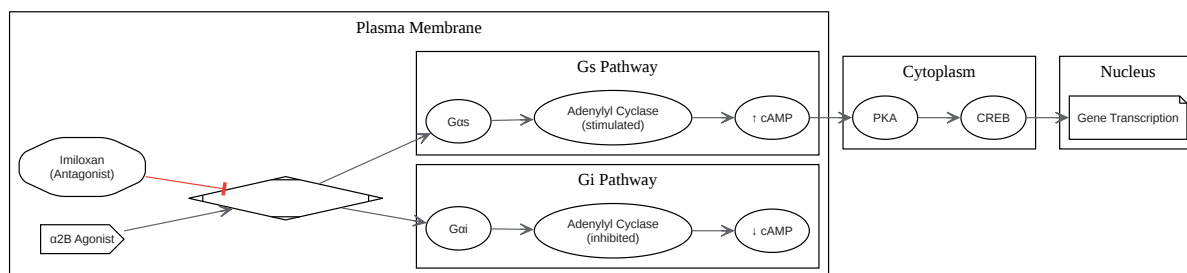 Plasma Membrane
Gs Pathway
Cytoplasm
Nucleus
Gαs
Adenylyl Cyclase
(stimulated)
↑ cAMP
PKA
CREB
Gene Transcription
Imiloxan
(Antagonist)
α2B Agonist
Gi Pathway
Gαi
Adenylyl Cyclase
(inhibited)
↓ cAMP